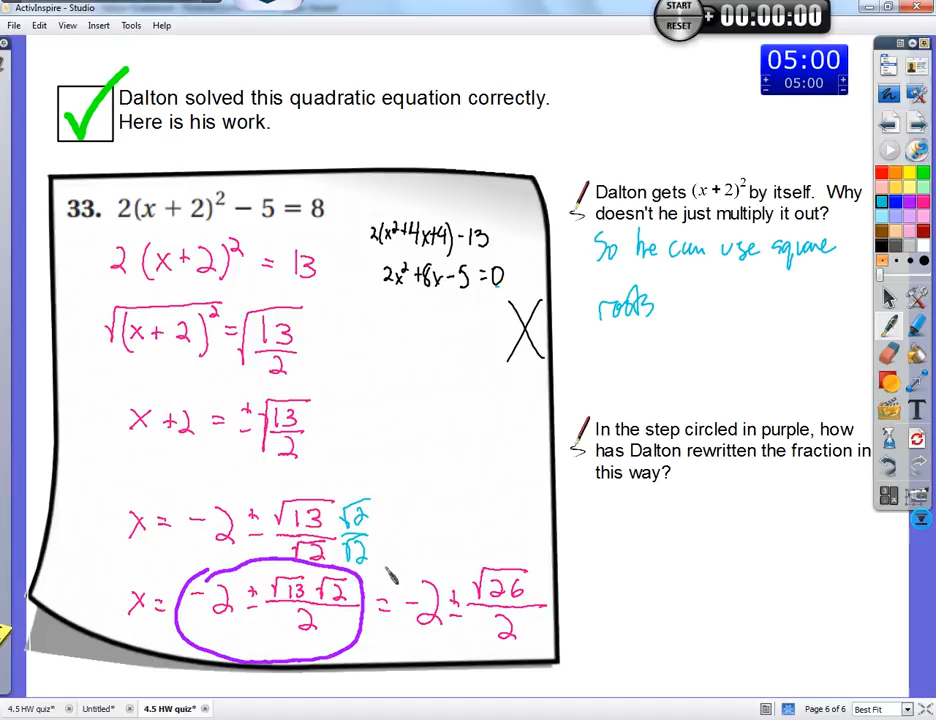 ActivInspire - Studio
START
RESET
+ 00:00:00
File Edit View Insert Tools Help
05:00
05:00
Dalton solved this quadratic equation correctly.
Here is his work.
33. 2(x + 2)² − 5 = 8
2(x²+4x+4) -13
2x² +8x -5 = 0
2 (x+2)² = 13
√(x + 2)² = √13/2
X
x +2 = ±√13/2
x = -2 ± √13/√2 √2/√2
x = -2 ± √13 √2/2 = -2 ± √26/2
Dalton gets (x + 2)² by itself. Why
doesn't he just multiply it out?
So he can use square
roots
In the step circled in purple, how
has Dalton rewritten the fraction in
this way?
T
4.5 HW quiz* Untitled* 4.5 HW quiz* Page 6 of 6 Best Fit